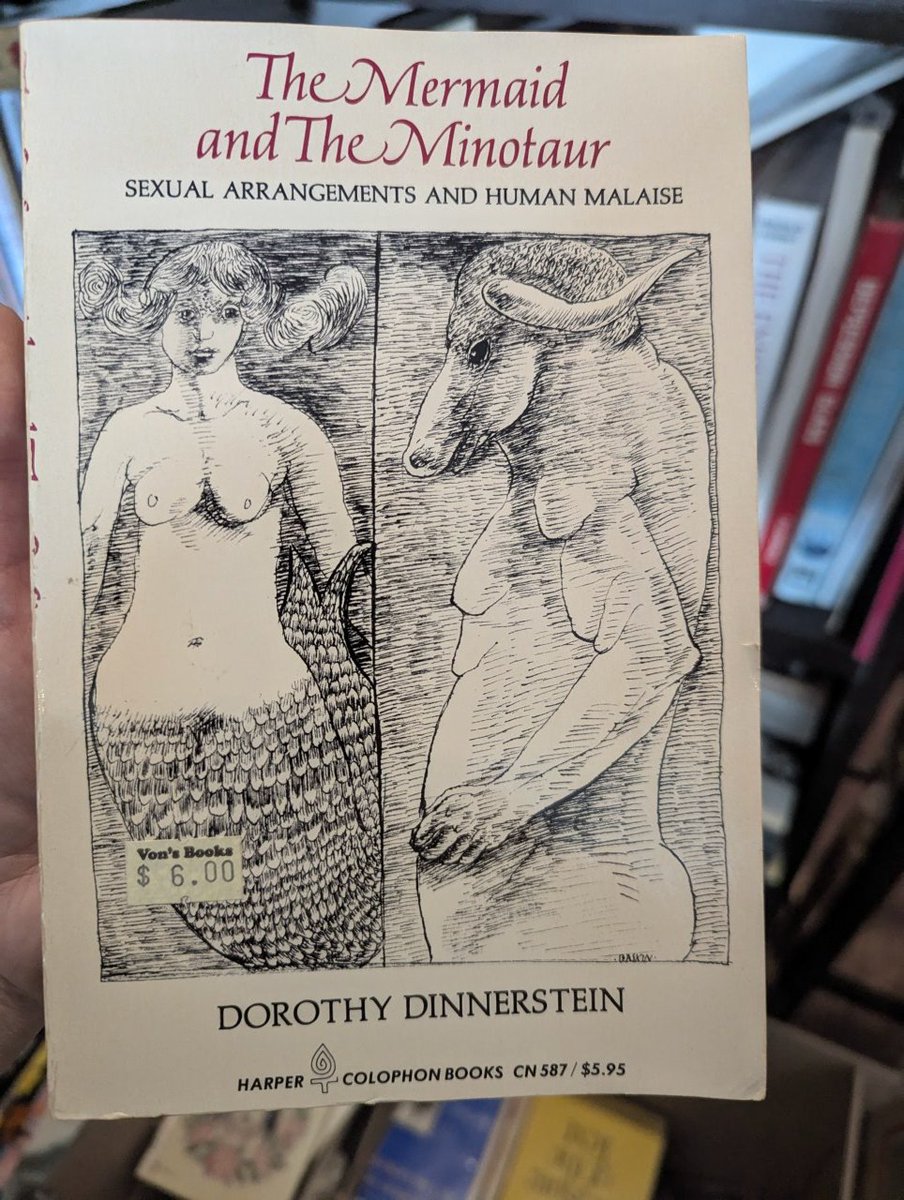 The Mermaid
and The Minotaur
SEXUAL ARRANGEMENTS AND HUMAN MALAISE
Von's Books
$ 6.00
BASKIN
DOROTHY DINNERSTEIN
HARPER COLOPHON BOOKS CN 587 / $5.95